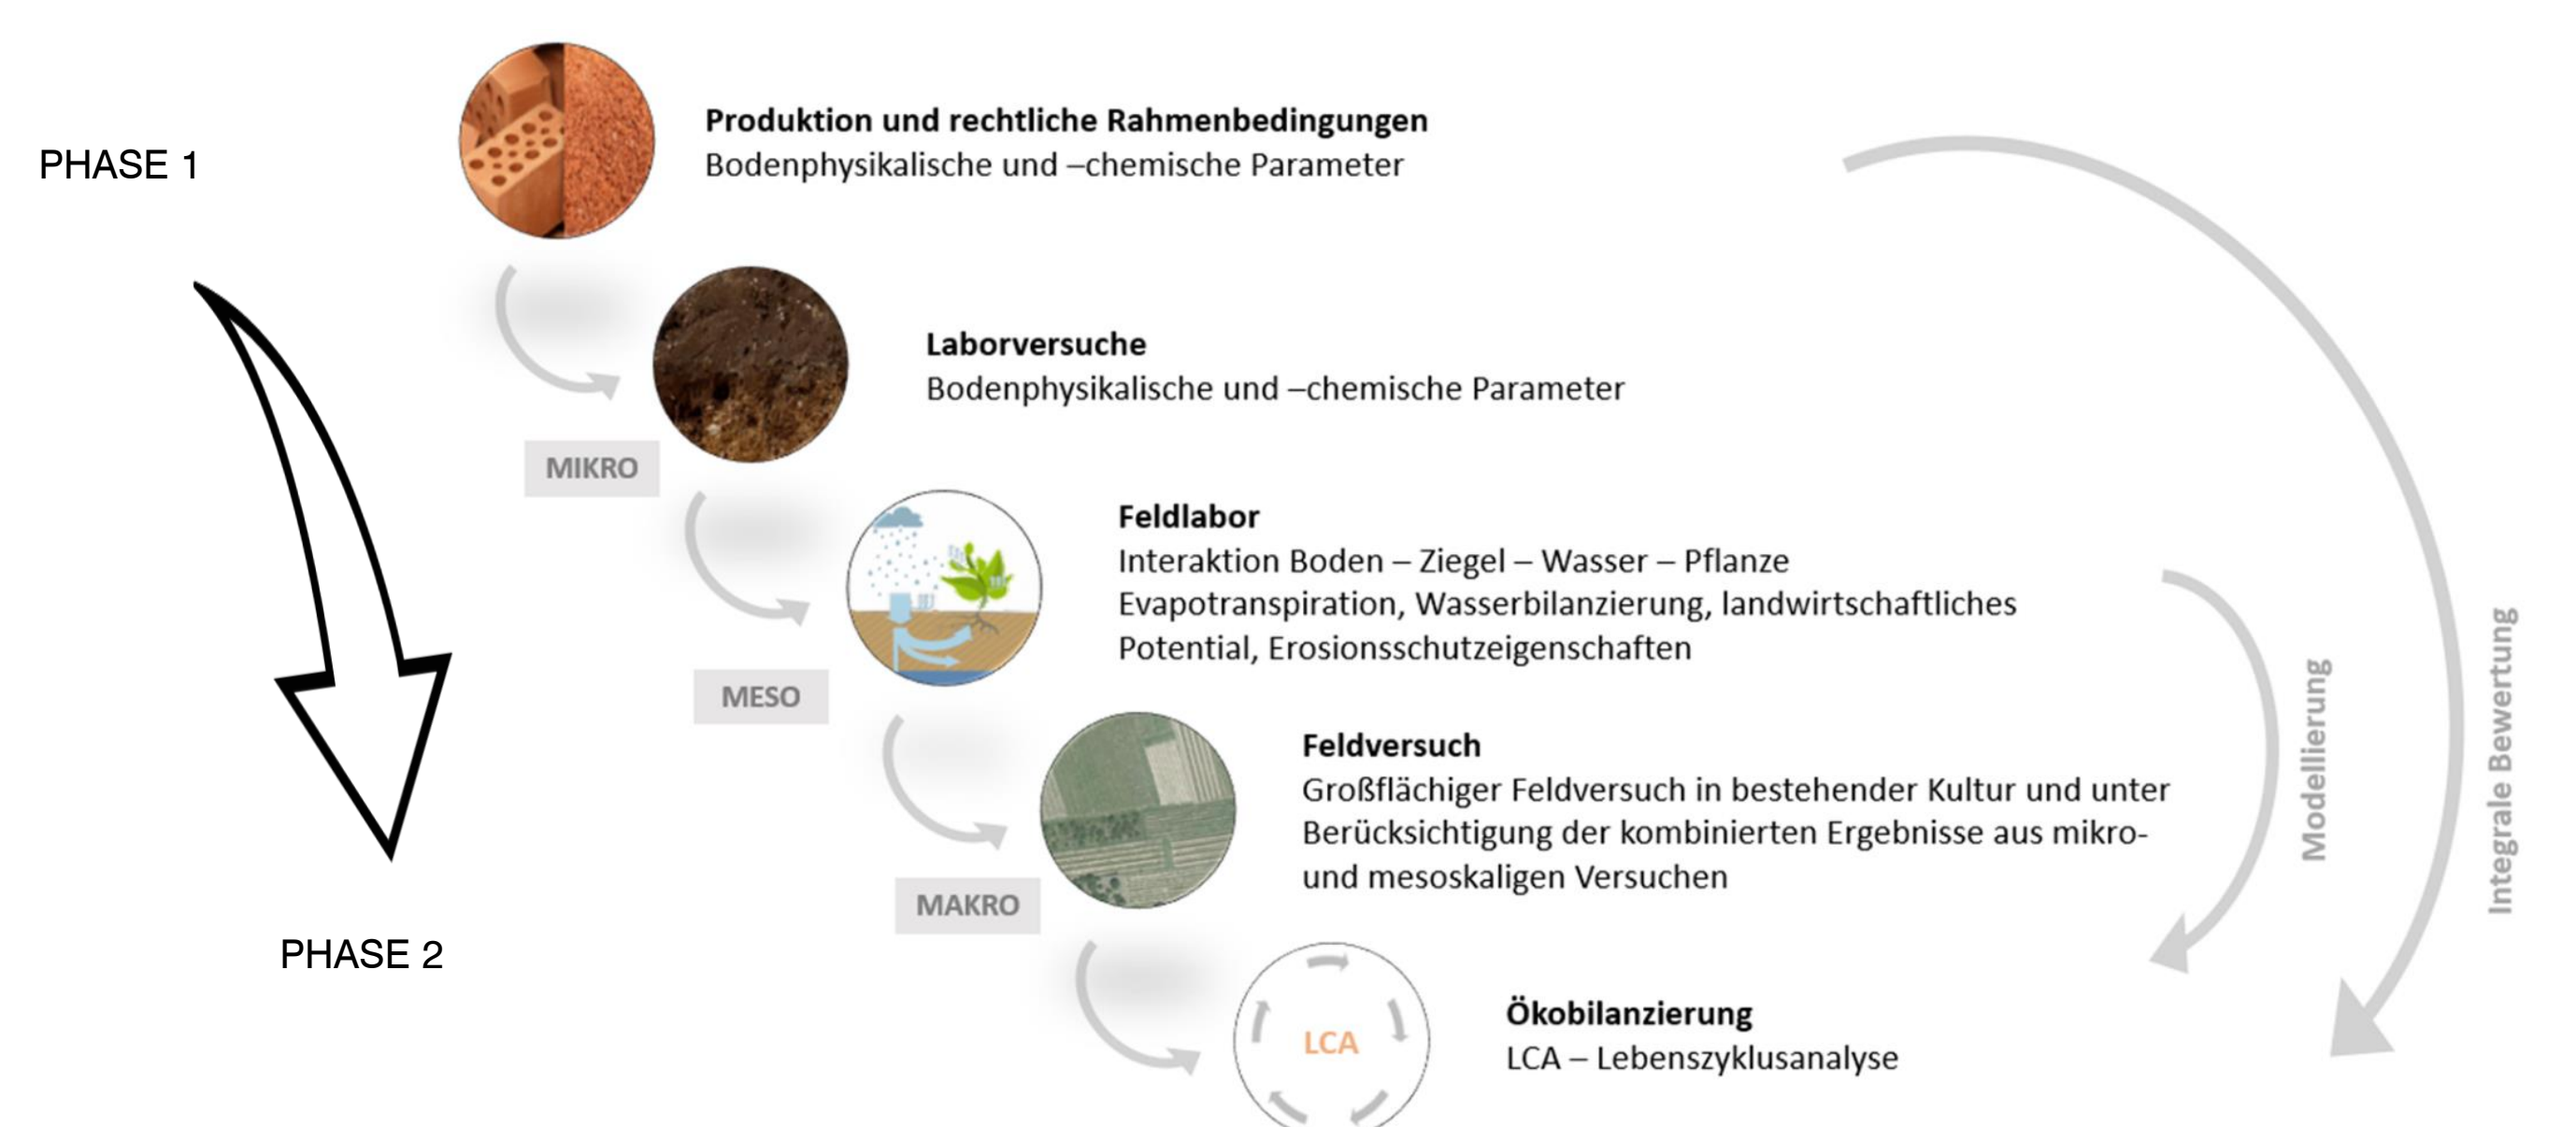 PHASE 1
Produktion und rechtliche Rahmenbedingungen
Bodenphysikalische und –chemische Parameter
Laborversuche
Bodenphysikalische und –chemische Parameter
MIKRO
Feldlabor
Interaktion Boden – Ziegel – Wasser – Pflanze
Evapotranspiration, Wasserbilanzierung, landwirtschaftliches
Potential, Erosionsschutzeigenschaften
MESO
Feldversuch
Großflächiger Feldversuch in bestehender Kultur und unter
Berücksichtigung der kombinierten Ergebnisse aus mikro-
und mesoskaligen Versuchen
MAKRO
PHASE 2
LCA
Ökobilanzierung
LCA – Lebenszyklusanalyse
Modellierung
Integrale Bewertung